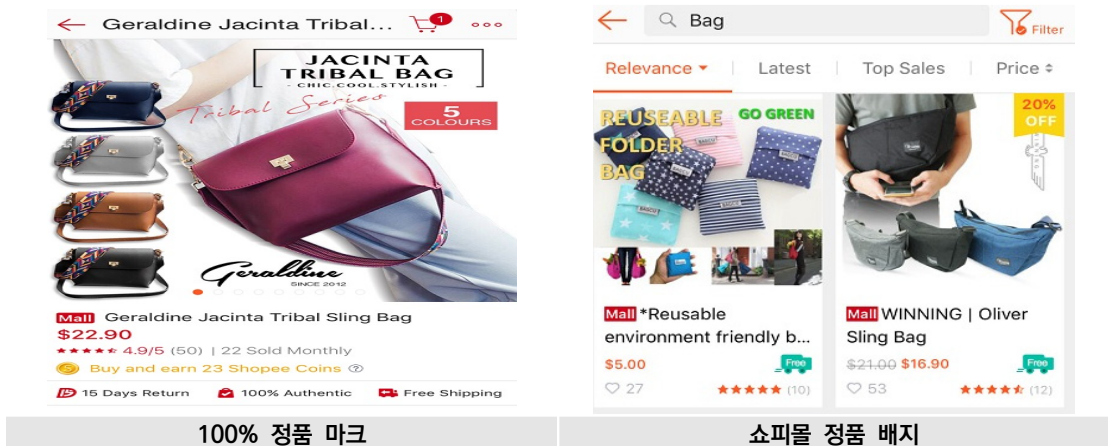 ← Geraldine Jacinta Tribal... 1
JACINTA
TRIBAL BAG
- CHIC.COOL.STYLISH -
Tribal Series
5
COLOURS
Geraldine
SINCE 2012
Mall Geraldine Jacinta Tribal Sling Bag
$22.90
4.9/5 (50) | 22 Sold Monthly
Buy and earn 23 Shopee Coins ?
15 Days Return 100% Authentic Free Shipping
100% 정품 마크
Bag
Filter
Relevance Latest Top Sales Price
REUSEABLE GO GREEN
FOLDER
BAG
Mall *Reusable
environment friendly b...
$5.00 Free
27 (10)
20%
OFF
Mall WINNING | Oliver
Sling Bag
$21.00 $16.90 Free
53 (12)
쇼피몰 정품 배지